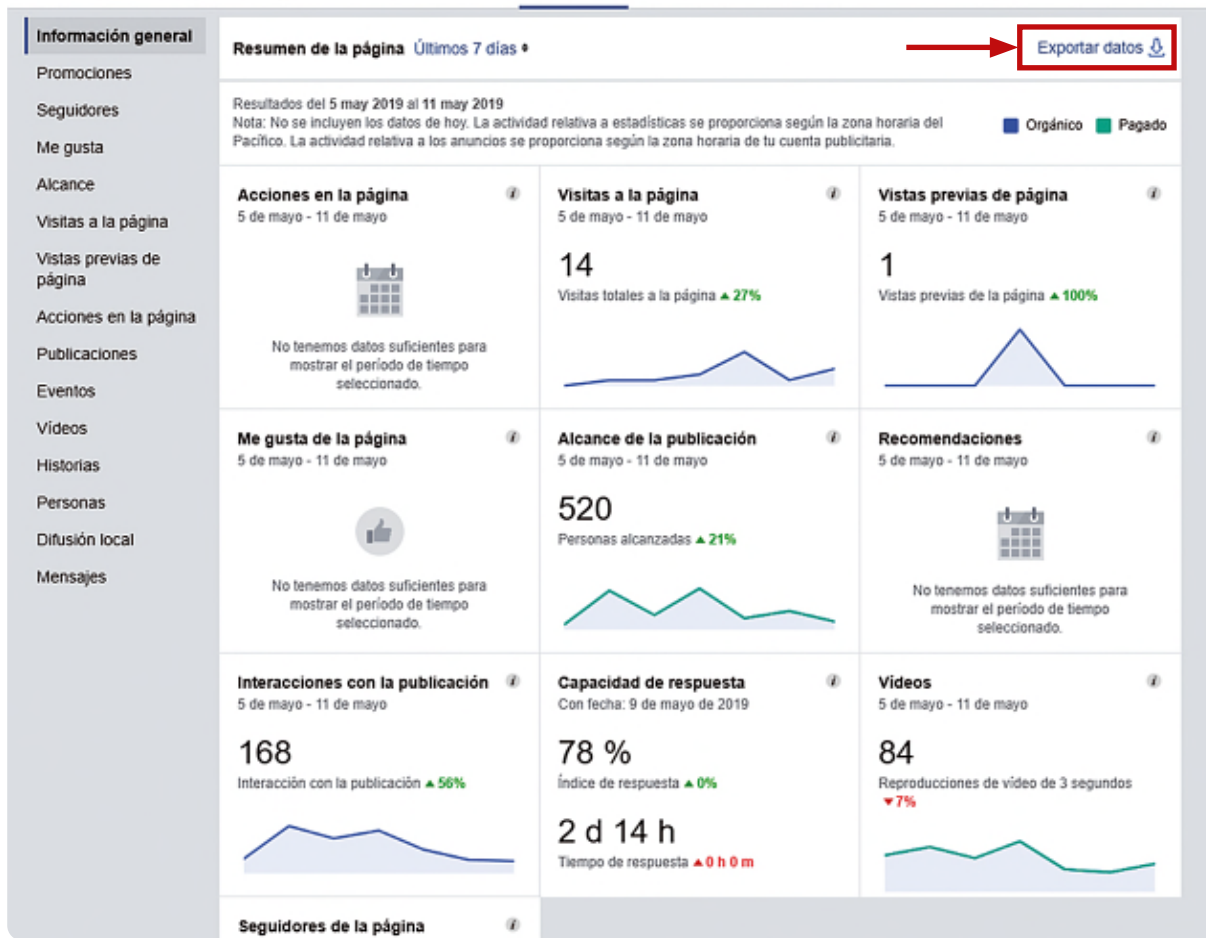 Información general
Promociones
Seguidores
Me gusta
Alcance
Visitas a la página
Vistas previas de
página
Acciones en la página
Publicaciones
Eventos
Vídeos
Historias
Personas
Difusión local
Mensajes
Resumen de la página Últimos 7 días
Exportar datos
Resultados del 5 may 2019 al 11 may 2019
Nota: No se incluyen los datos de hoy. La actividad relativa a estadísticas se proporciona según la zona horaria del
Pacífico. La actividad relativa a los anuncios se proporciona según la zona horaria de tu cuenta publicitaria.
Orgánico Pagado
Acciones en la página
5 de mayo - 11 de mayo
No tenemos datos suficientes para
mostrar el período de tiempo
seleccionado.
Visitas a la página
5 de mayo - 11 de mayo
14
Visitas totales a la página ▲ 27%
Vistas previas de página
5 de mayo - 11 de mayo
1
Vistas previas de la página ▲ 100%
Me gusta de la página
5 de mayo - 11 de mayo
No tenemos datos suficientes para
mostrar el período de tiempo
seleccionado.
Alcance de la publicación
5 de mayo - 11 de mayo
520
Personas alcanzadas ▲ 21%
Recomendaciones
5 de mayo - 11 de mayo
No tenemos datos suficientes para
mostrar el período de tiempo
seleccionado.
Interacciones con la publicación
5 de mayo - 11 de mayo
168
Interacción con la publicación ▲ 56%
Capacidad de respuesta
Con fecha: 9 de mayo de 2019
78 %
Índice de respuesta ▲ 0%
2 d 14 h
Tiempo de respuesta ▲ 0 h 0 m
Vídeos
5 de mayo - 11 de mayo
84
Reproducciones de vídeo de 3 segundos
▼ 7%
Seguidores de la página